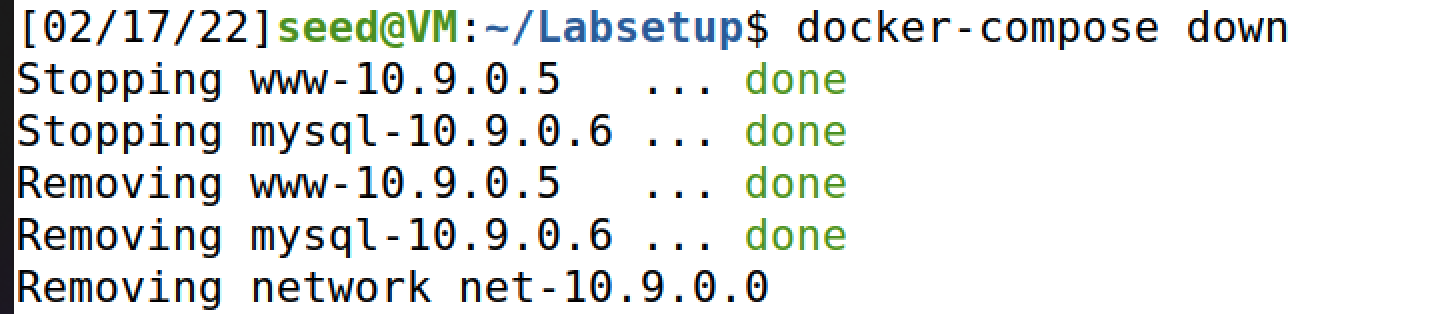 [02/17/22]seed@VM:~/Labsetup$ docker-compose down
Stopping www-10.9.0.5   ... done
Stopping mysql-10.9.0.6 ... done
Removing www-10.9.0.5   ... done
Removing mysql-10.9.0.6 ... done
Removing network net-10.9.0.0